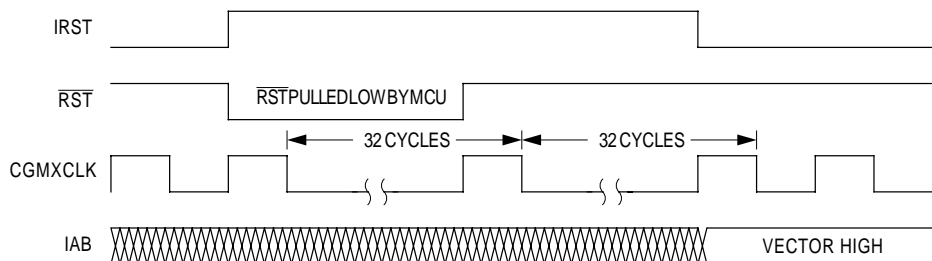 IRST
RST
RSTPULLEDLOWBYMCU
32 CYCLES
32 CYCLES
CGMXCLK
IAB
VECTOR HIGH